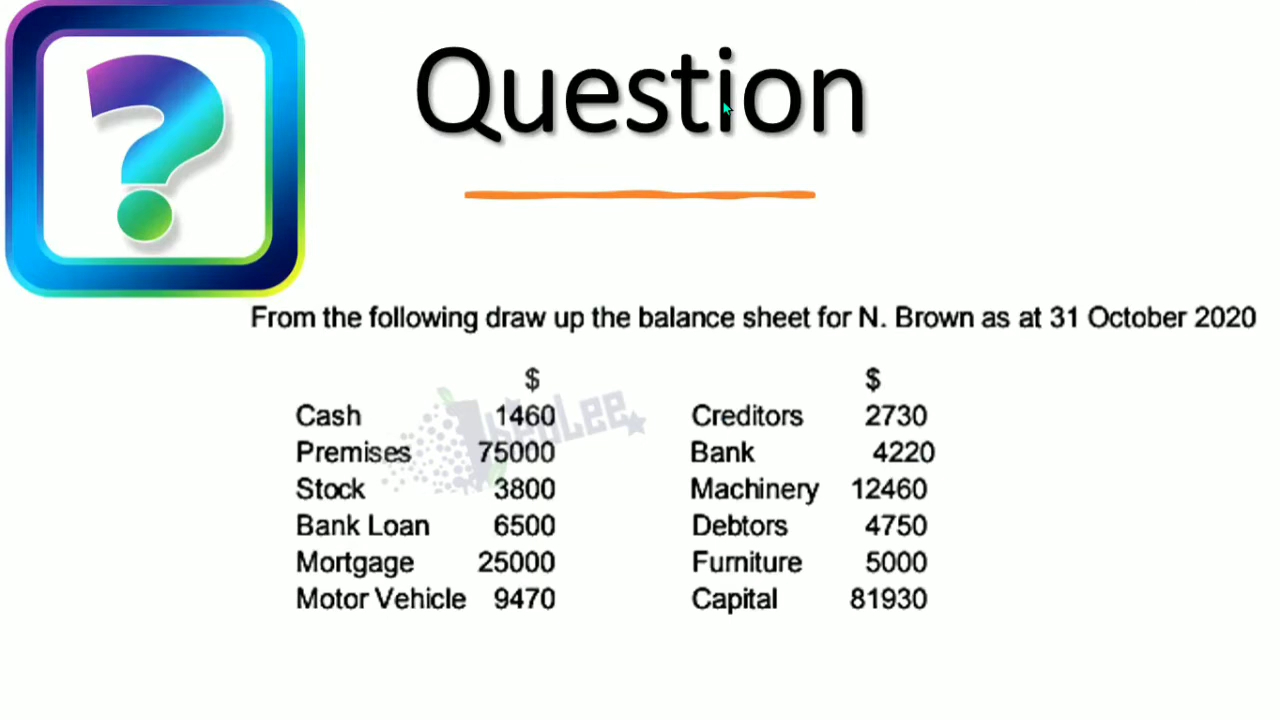 Question
From the following draw up the balance sheet for N. Brown as at 31 October 2020
$ $
Cash 1460 Creditors 2730
Premises 75000 Bank 4220
Stock 3800 Machinery 12460
Bank Loan 6500 Debtors 4750
Mortgage 25000 Furniture 5000
Motor Vehicle 9470 Capital 81930